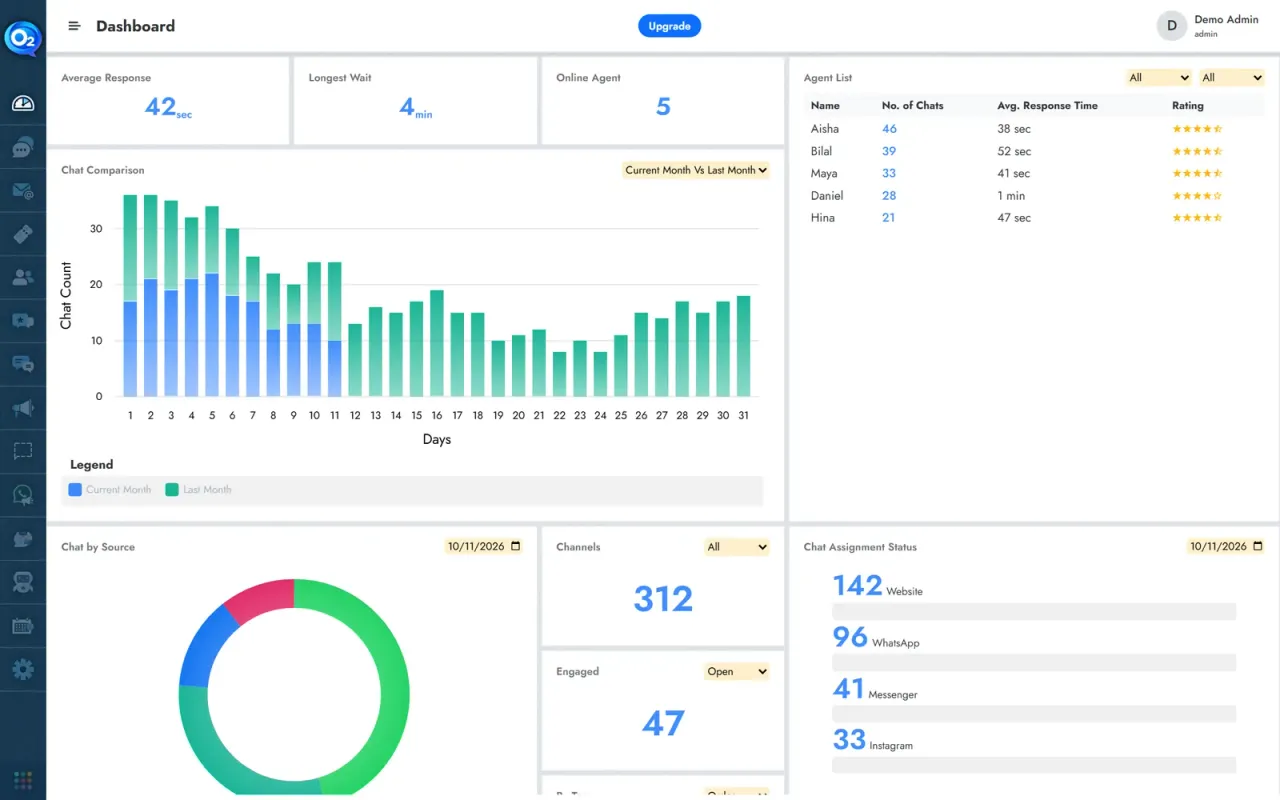 O2
Dashboard
Upgrade
D
Demo Admin
admin
Average Response
42sec
Longest Wait
4min
Online Agent
5
Agent List
All
All
Name No. of Chats Avg. Response Time Rating
Aisha 46 38 sec
Bilal 39 52 sec
Maya 33 41 sec
Daniel 28 1 min
Hina 21 47 sec
Chat Comparison
Current Month Vs Last Month
Chat Count
30
20
10
0
1 2 3 4 5 6 7 8 9 10 11 12 13 14 15 16 17 18 19 20 21 22 23 24 25 26 27 28 29 30 31
Days
Legend
Current Month Last Month
Chat by Source
10/11/2026
Channels
All
312
Engaged
Open
47
Chat Assignment Status
10/11/2026
142 Website
96 WhatsApp
41 Messenger
33 Instagram